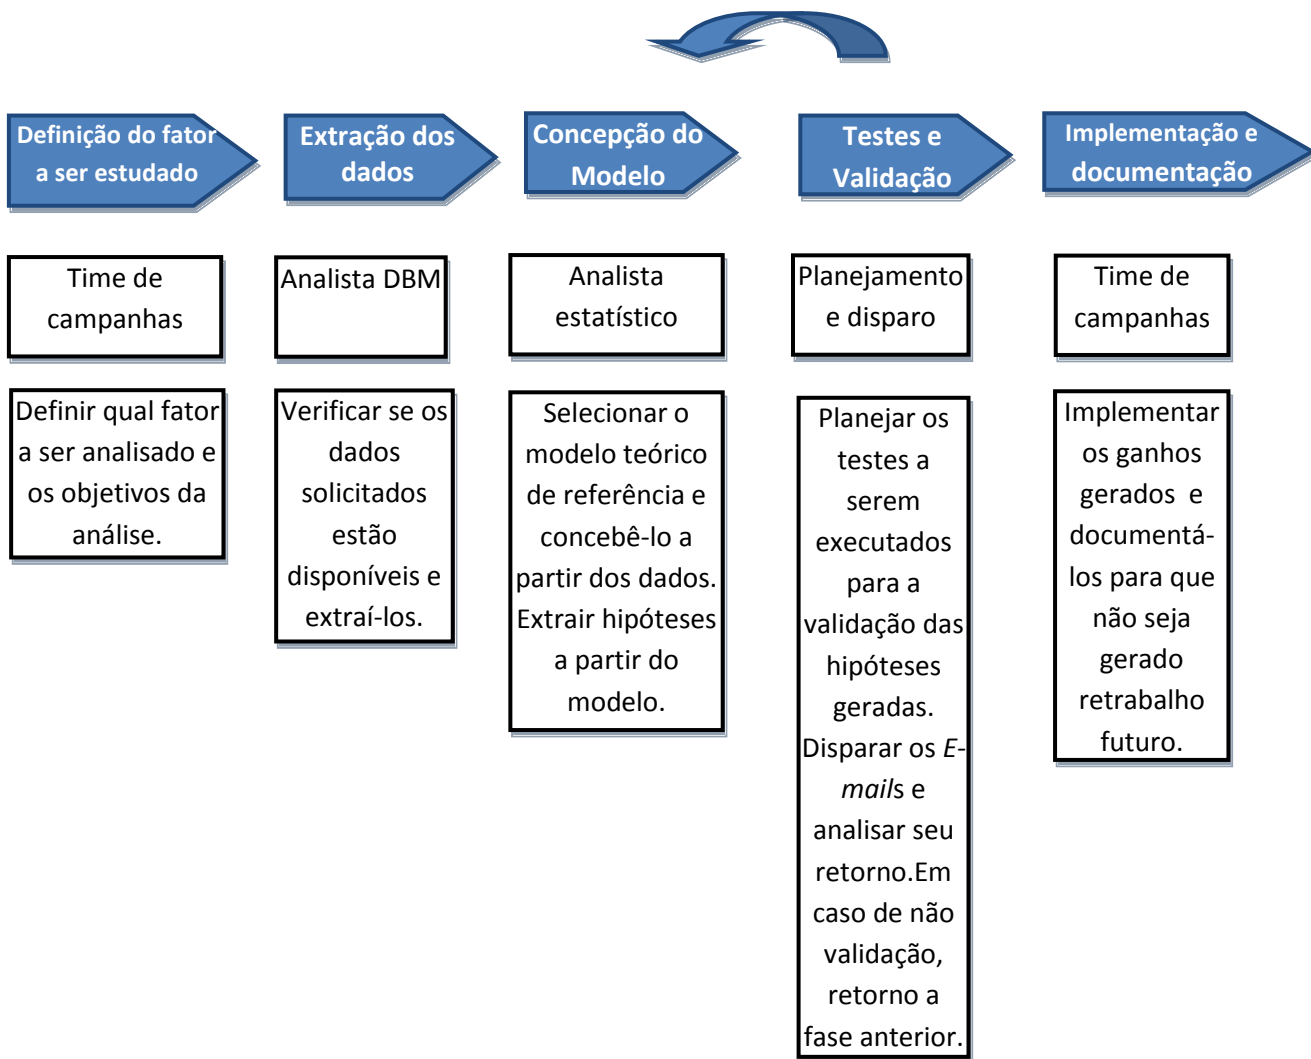 Definição do fator
a ser estudado
Extração dos
dados
Concepção do
Modelo
Testes e
Validação
Implementação e
documentação
Time de
campanhas
Analista DBM
Analista
estatístico
Planejamento
e disparo
Time de
campanhas
Definir qual fator
a ser analisado e
os objetivos da
análise.
Verificar se os
dados
solicitados
estão
disponíveis e
extraí-los.
Selecionar o
modelo teórico
de referência e
concebê-lo a
partir dos dados.
Extrair hipóteses
a partir do
modelo.
Planejar os
testes a
serem
executados
para a
validação das
hipóteses
geradas.
Disparar os E-
mails e
analisar seu
retorno.Em
caso de não
validação,
retorno a
fase anterior.
Implementar
os ganhos
gerados e
documentá-
los para que
não seja
gerado
retrabalho
futuro.